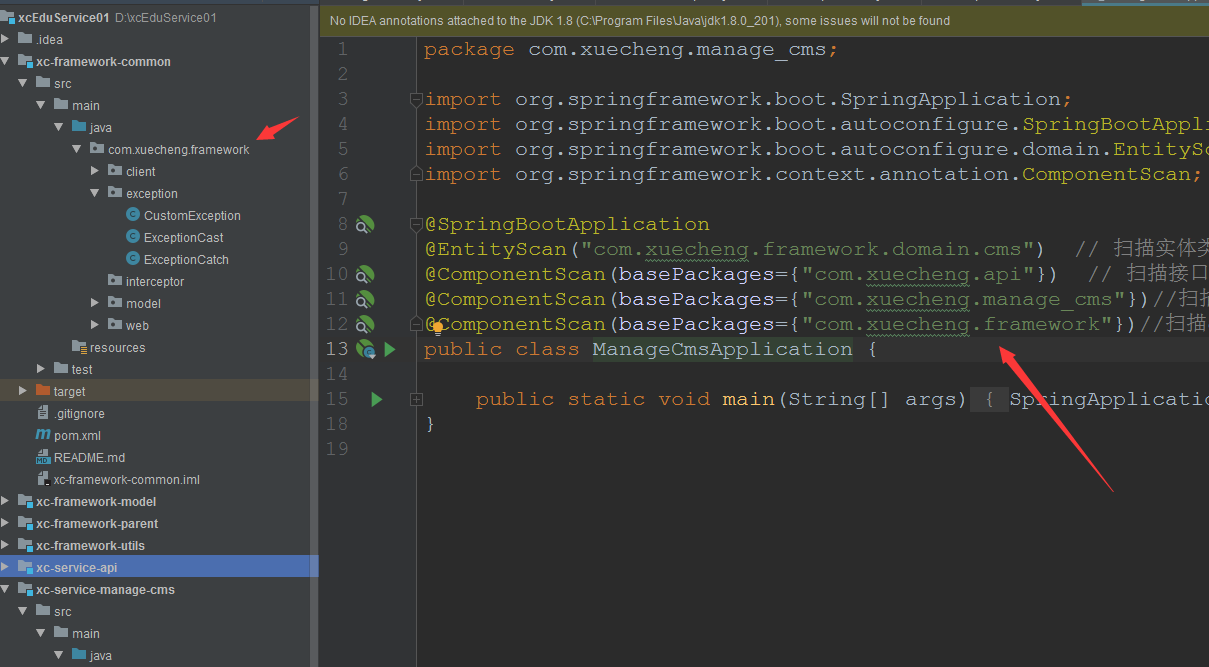 xcEduService01 D:\xcEduService01
.idea
xc-framework-common
src
main
java
com.xuecheng.framework
client
exception
CustomException
ExceptionCast
ExceptionCatch
interceptor
model
web
resources
test
target
.gitignore
pom.xml
README.md
xc-framework-common.iml
xc-framework-model
xc-framework-parent
xc-framework-utils
xc-service-api
xc-service-manage-cms
src
main
java
No IDEA annotations attached to the JDK 1.8 (C:\Program Files\Java\jdk1.8.0_201), some issues will not be found
1 package com.xuecheng.manage_cms;
2
3 import org.springframework.boot.SpringApplication;
4 import org.springframework.boot.autoconfigure.SpringBootAppli
5 import org.springframework.boot.autoconfigure.domain.EntitySc
6 import org.springframework.context.annotation.ComponentScan;
7
8 @SpringBootApplication
9 @EntityScan("com.xuecheng.framework.domain.cms") // 扫描实体类
10 @ComponentScan(basePackages={"com.xuecheng.api"}) // 扫描接口
11 @ComponentScan(basePackages={"com.xuecheng.manage_cms"})//扫描
12 @ComponentScan(basePackages={"com.xuecheng.framework"})//扫描
13 public class ManageCmsApplication {
14
15 public static void main(String[] args) { SpringApplicatio
18 }
19